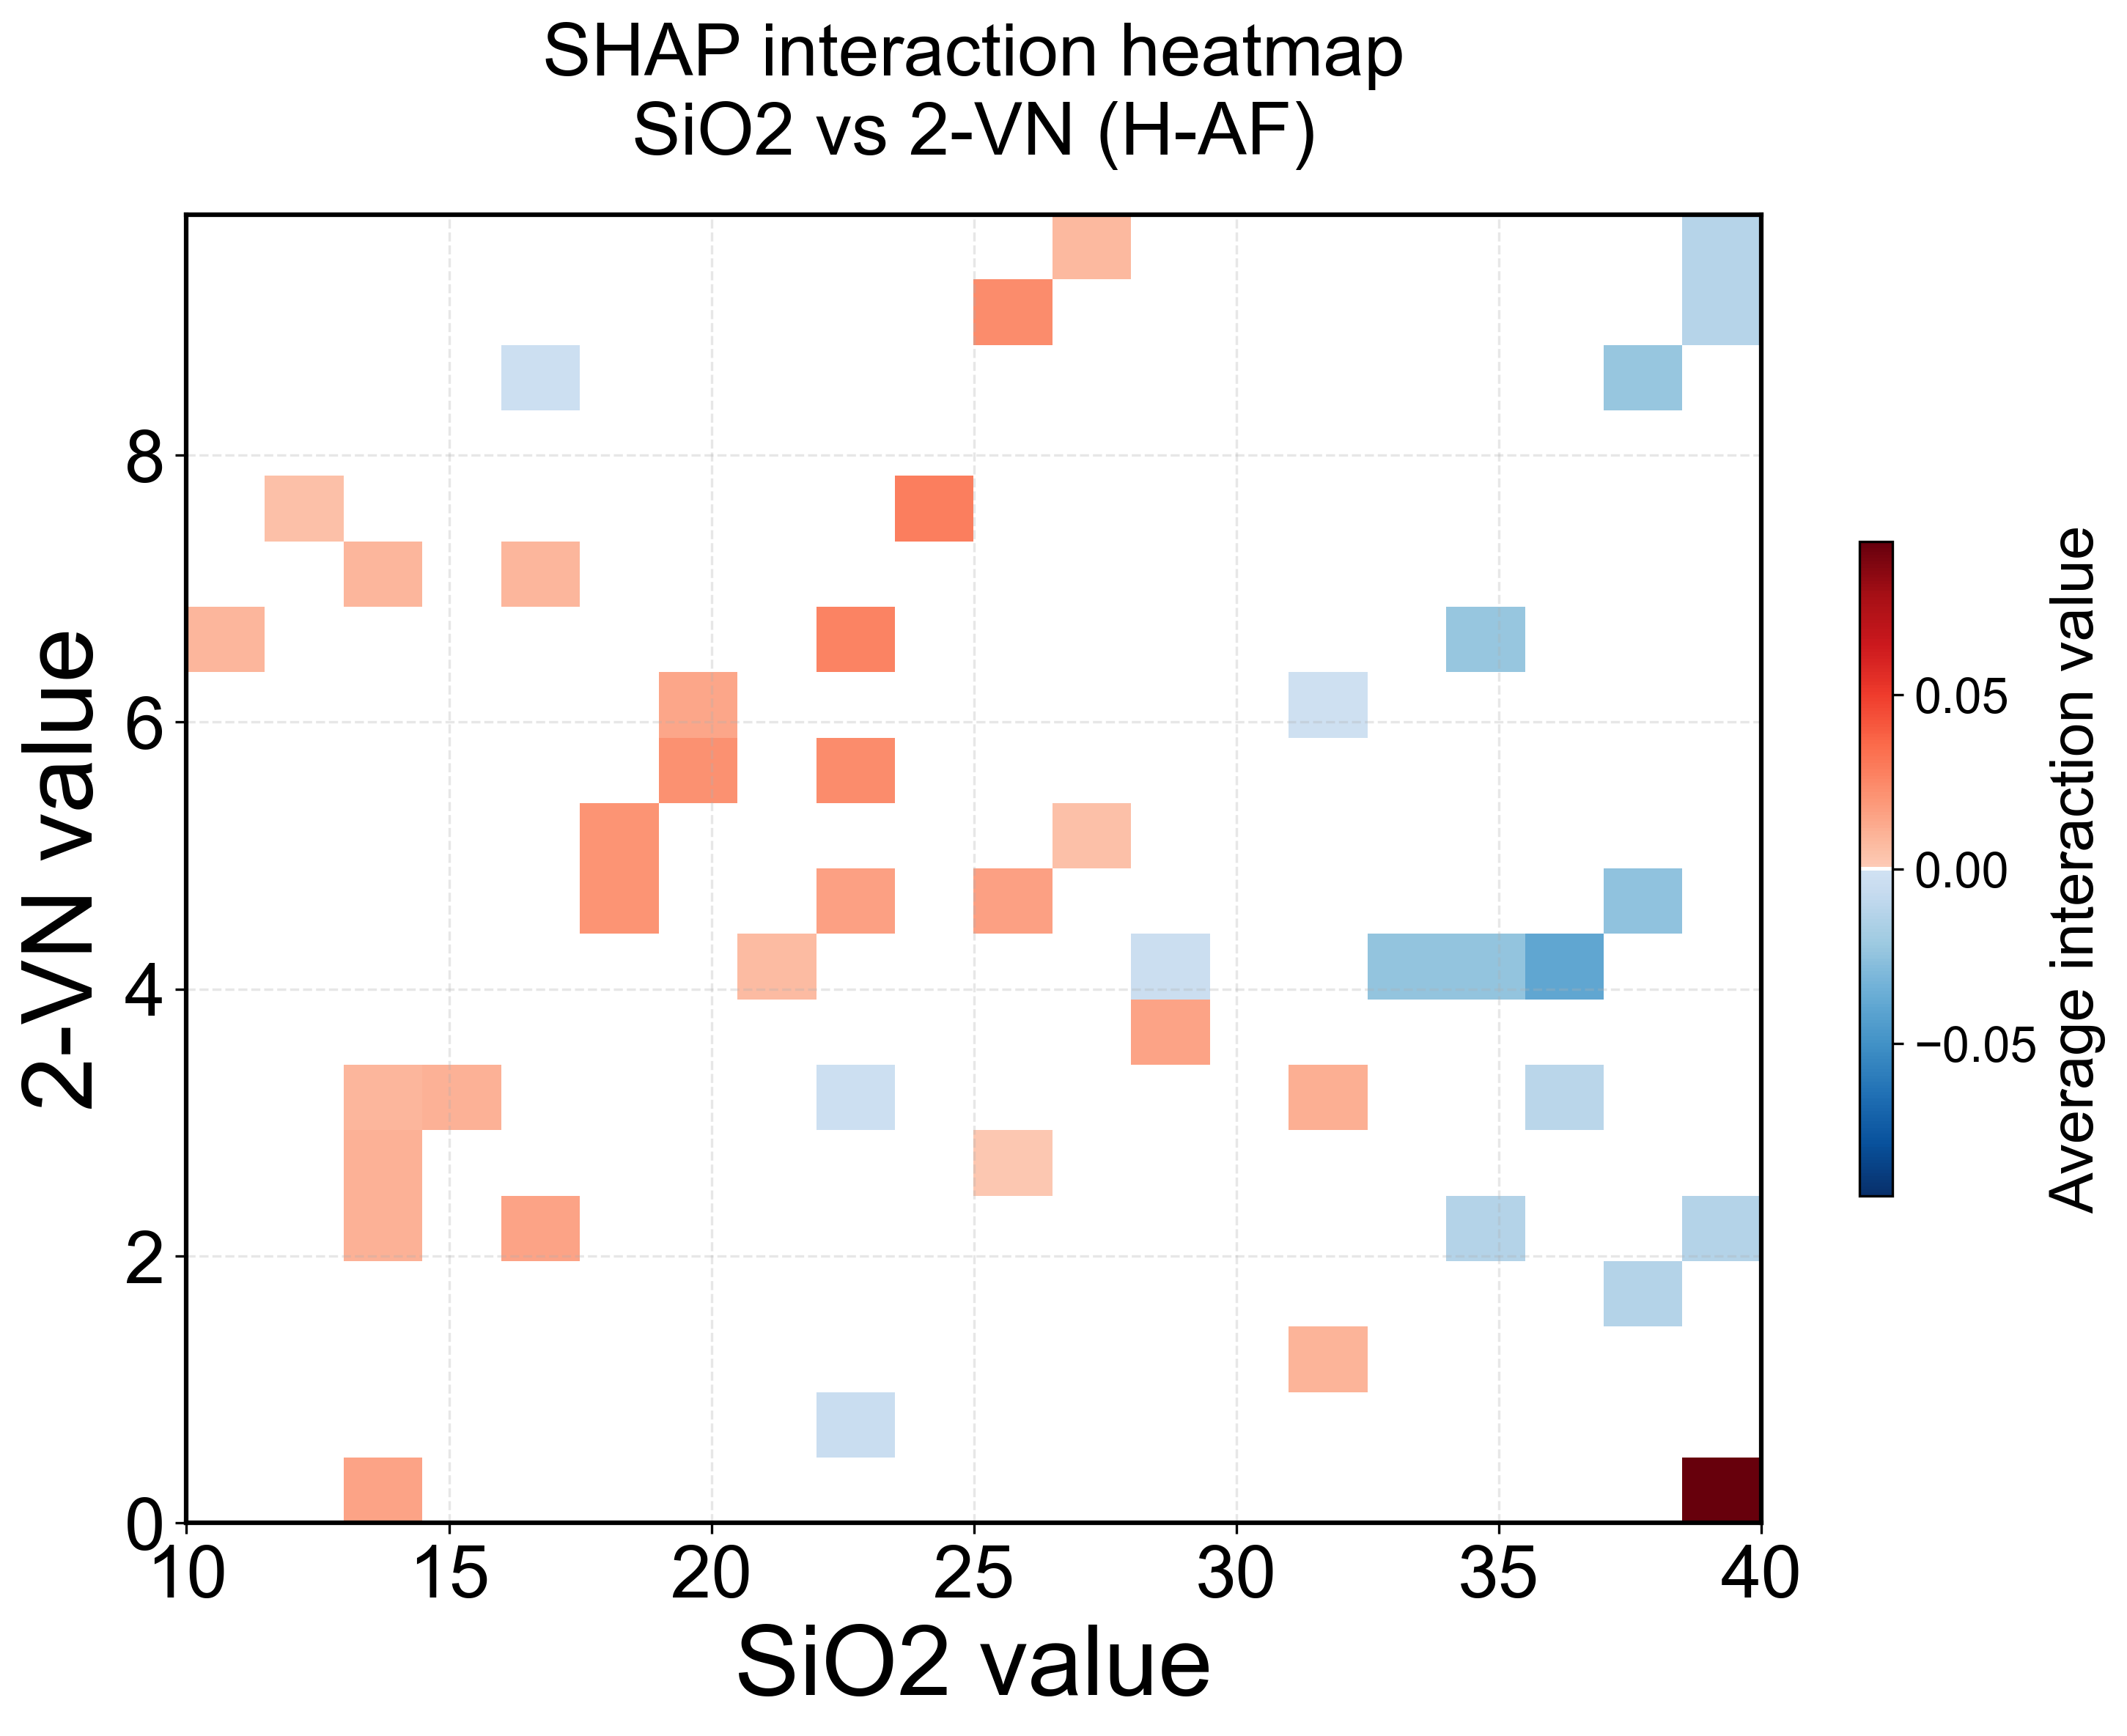 SHAP interaction heatmap
SiO2 vs 2-VN (H-AF)
2-VN value
8
6
4
2
0
10 15 20 25 30 35 40
SiO2 value
0.05
0.00
−0.05
Average interaction value